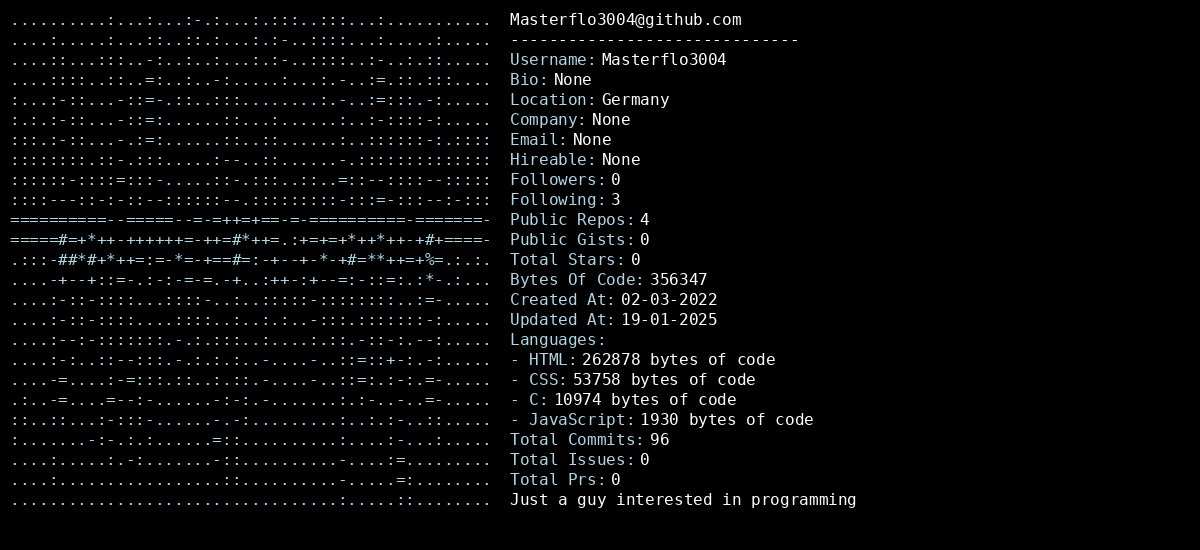 Masterflo3004@github.com
------------------------------
Username: Masterflo3004
Bio: None
Location: Germany
Company: None
Email: None
Hireable: None
Followers: 0
Following: 3
Public Repos: 4
Public Gists: 0
Total Stars: 0
Bytes Of Code: 356347
Created At: 02-03-2022
Updated At: 19-01-2025
Languages:
- HTML: 262878 bytes of code
- CSS: 53758 bytes of code
- C: 10974 bytes of code
- JavaScript: 1930 bytes of code
Total Commits: 96
Total Issues: 0
Total Prs: 0
Just a guy interested in programming